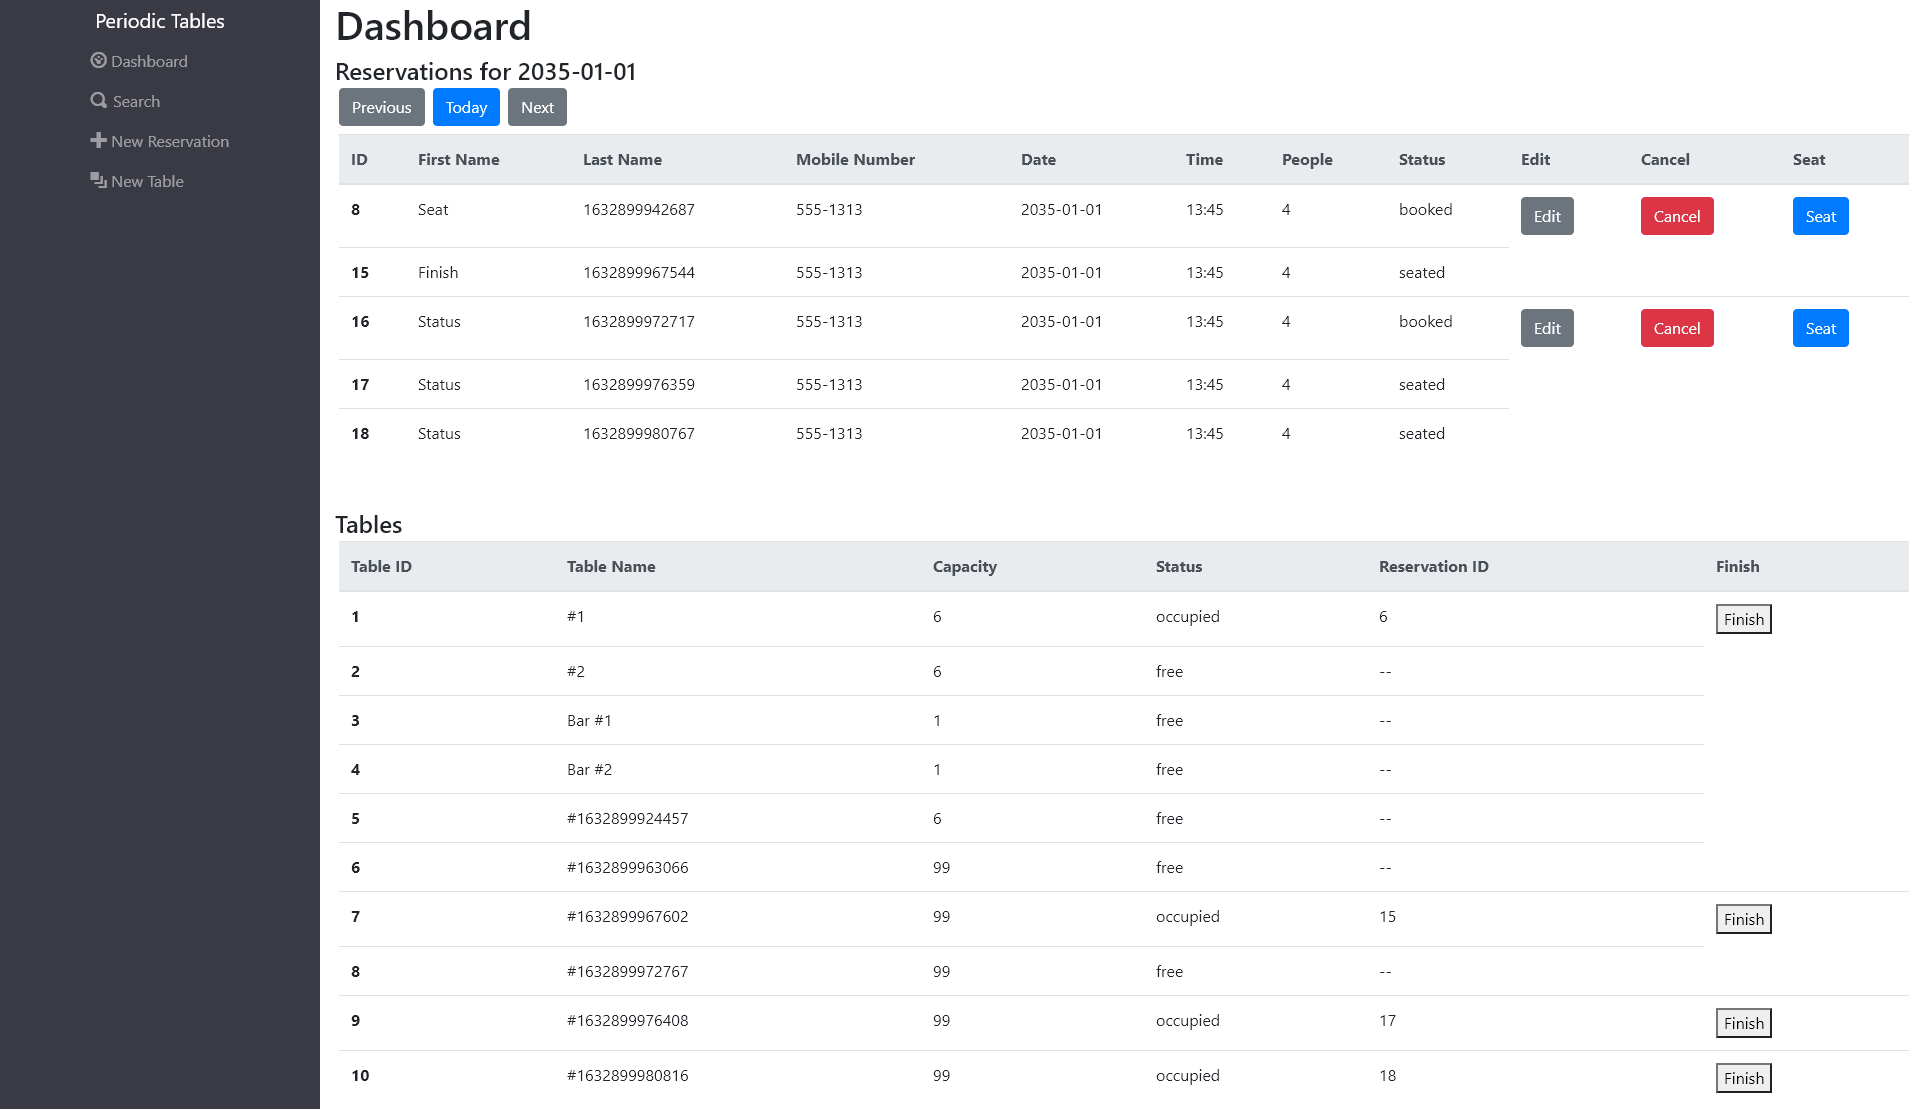 Periodic Tables
Dashboard
Search
New Reservation
New Table
Dashboard
Reservations for 2035-01-01
Previous Today Next
ID First Name Last Name Mobile Number Date Time People Status Edit Cancel Seat
8 Seat 1632899942687 555-1313 2035-01-01 13:45 4 booked Edit Cancel Seat
15 Finish 1632899967544 555-1313 2035-01-01 13:45 4 seated
16 Status 1632899972717 555-1313 2035-01-01 13:45 4 booked Edit Cancel Seat
17 Status 1632899976359 555-1313 2035-01-01 13:45 4 seated
18 Status 1632899980767 555-1313 2035-01-01 13:45 4 seated
Tables
Table ID Table Name Capacity Status Reservation ID Finish
1 #1 6 occupied 6 Finish
2 #2 6 free --
3 Bar #1 1 free --
4 Bar #2 1 free --
5 #1632899924457 6 free --
6 #1632899963066 99 free --
7 #1632899967602 99 occupied 15 Finish
8 #1632899972767 99 free --
9 #1632899976408 99 occupied 17 Finish
10 #1632899980816 99 occupied 18 Finish